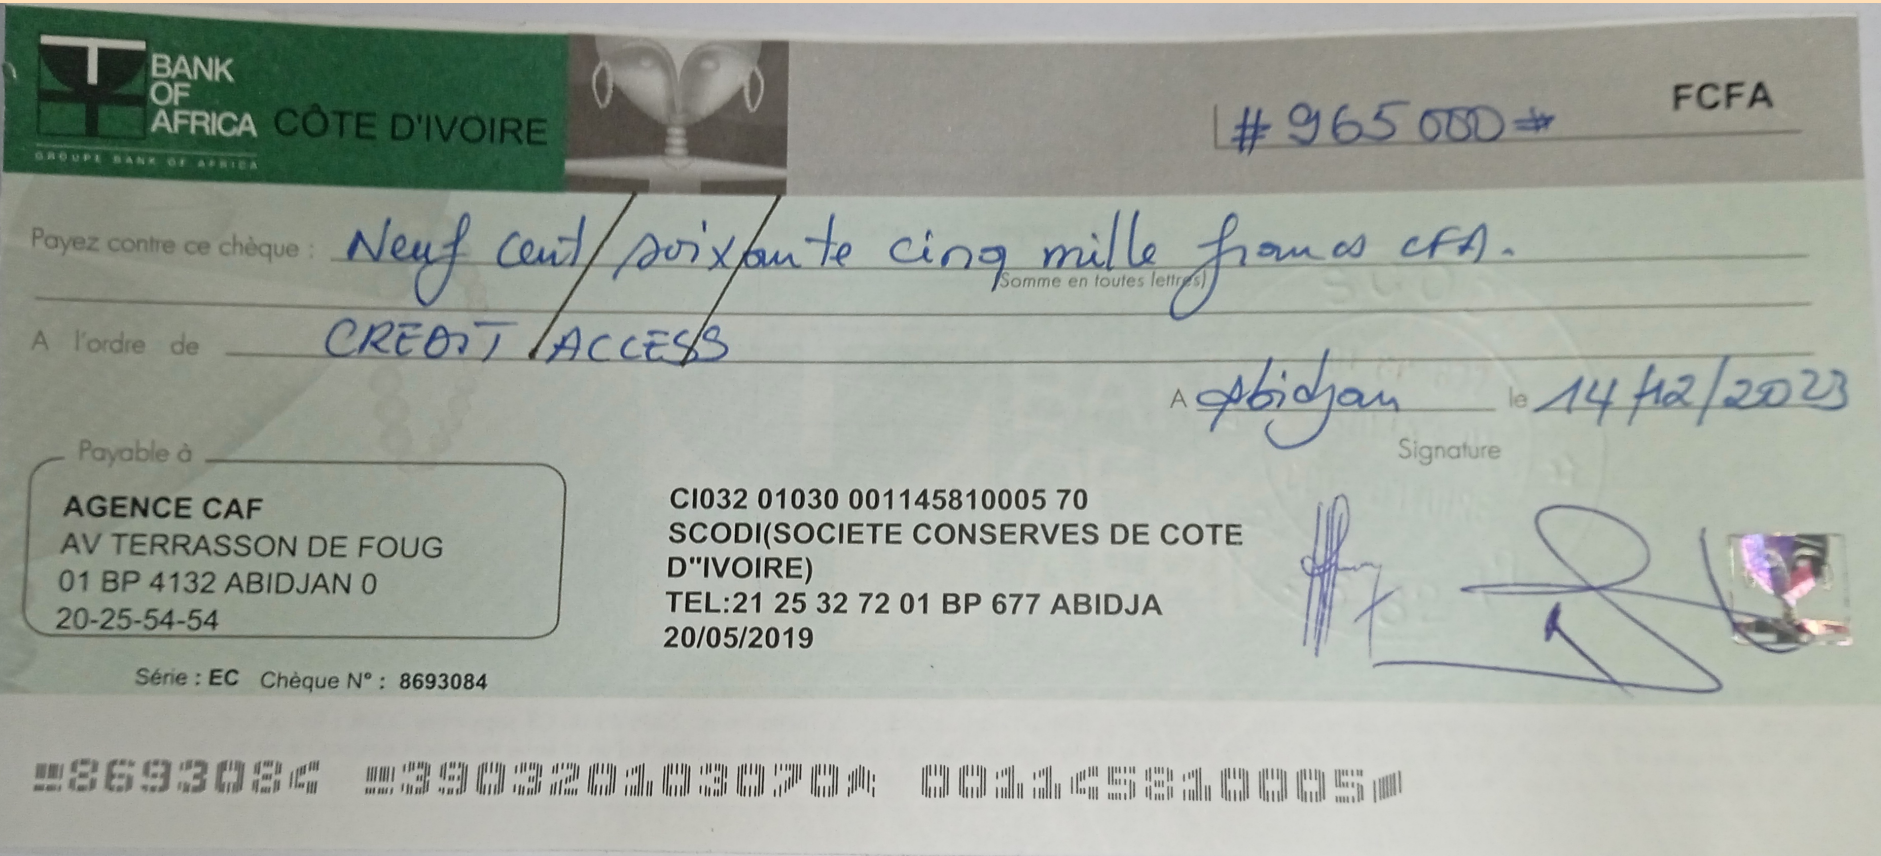 BANK
OF
AFRICA CÔTE D'IVOIRE
GROUPE BANK OF AFRICA
# 965 000 # FCFA
Payez contre ce chèque : Neuf cent soixante cinq mille francs CFA.
(Somme en toutes lettres)
A l'ordre de CREDIT ACCESS
A Abidjan le 14/12/2023
Signature
Payable à
AGENCE CAF
AV TERRASSON DE FOUG
01 BP 4132 ABIDJAN 0
20-25-54-54
CI032 01030 001145810005 70
SCODI(SOCIETE CONSERVES DE COTE
D"IVOIRE)
TEL:21 25 32 72 01 BP 677 ABIDJA
20/05/2019
Série : EC Chèque N° : 8693084
8693084 390320103070 001145810005